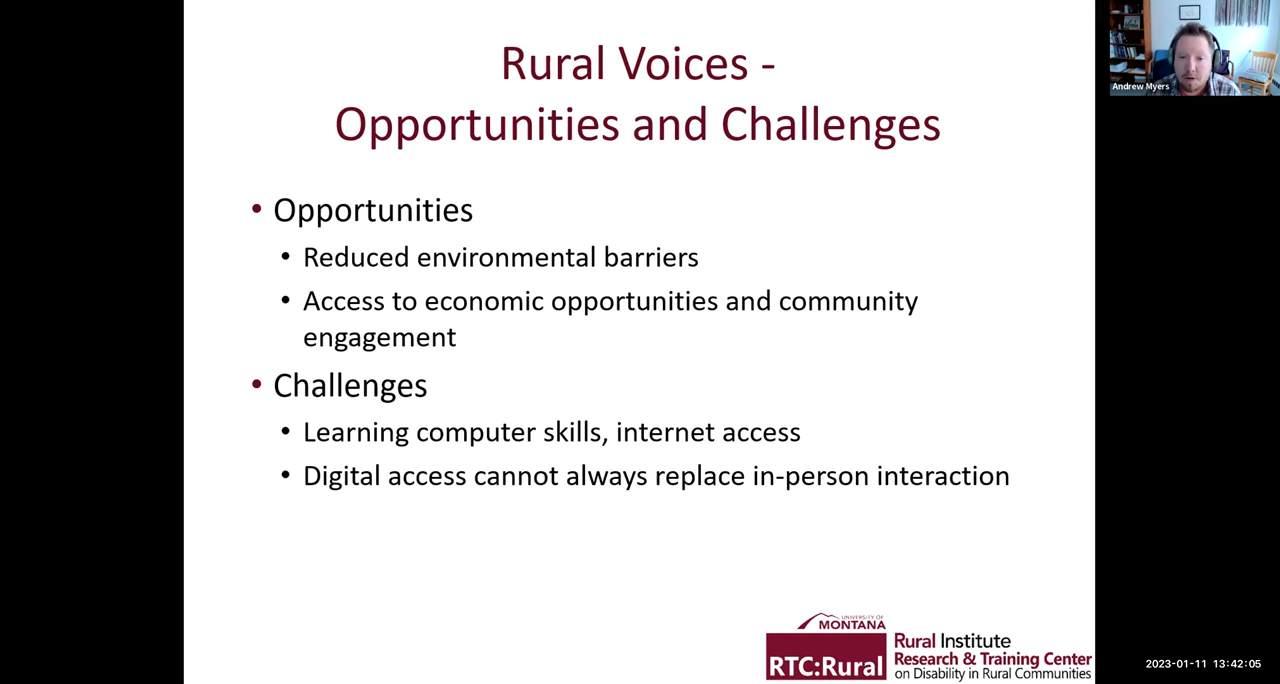 Rural Voices -
Opportunities and Challenges
• Opportunities
• Reduced environmental barriers
• Access to economic opportunities and community
engagement
• Challenges
• Learning computer skills, internet access
• Digital access cannot always replace in-person interaction
Andrew Myers
UNIVERSITY OF
MONTANA
RTC:Rural
Rural Institute
Research & Training Center
on Disability in Rural Communities
2023-01-11 13:42:05